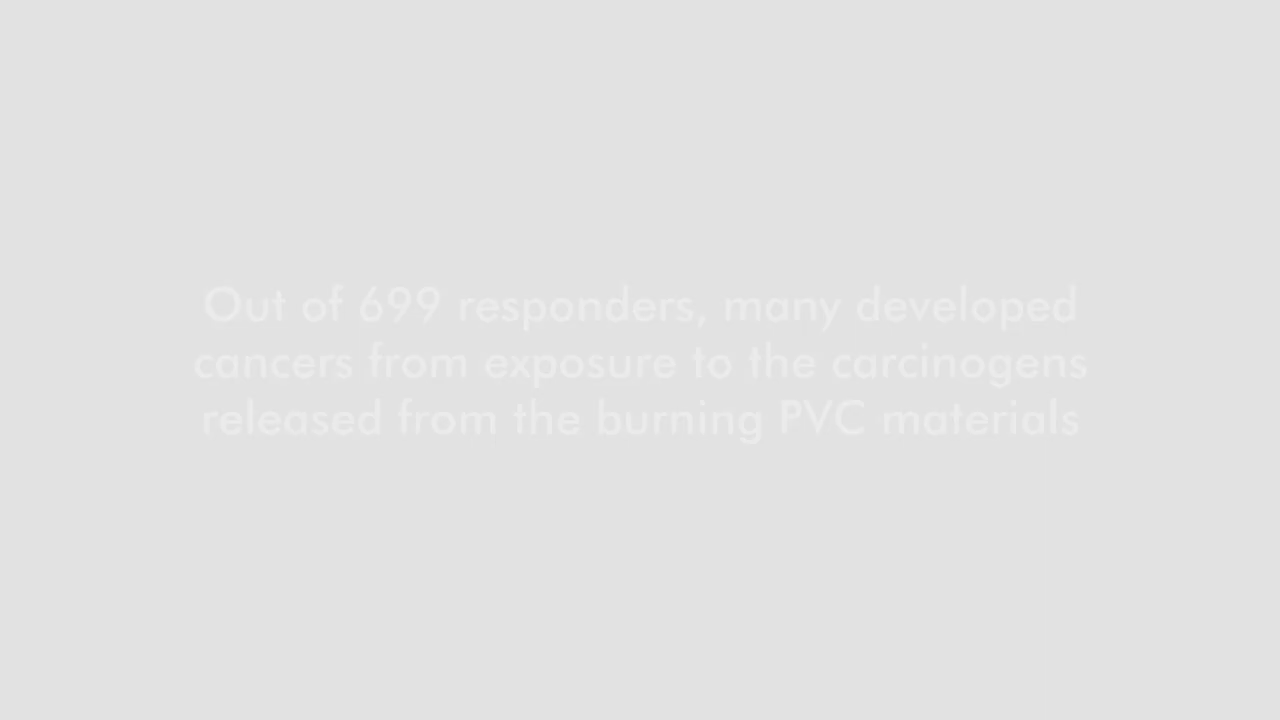 Out of 699 responders, many developed
cancers from exposure to the carcinogens
released from the burning PVC materials